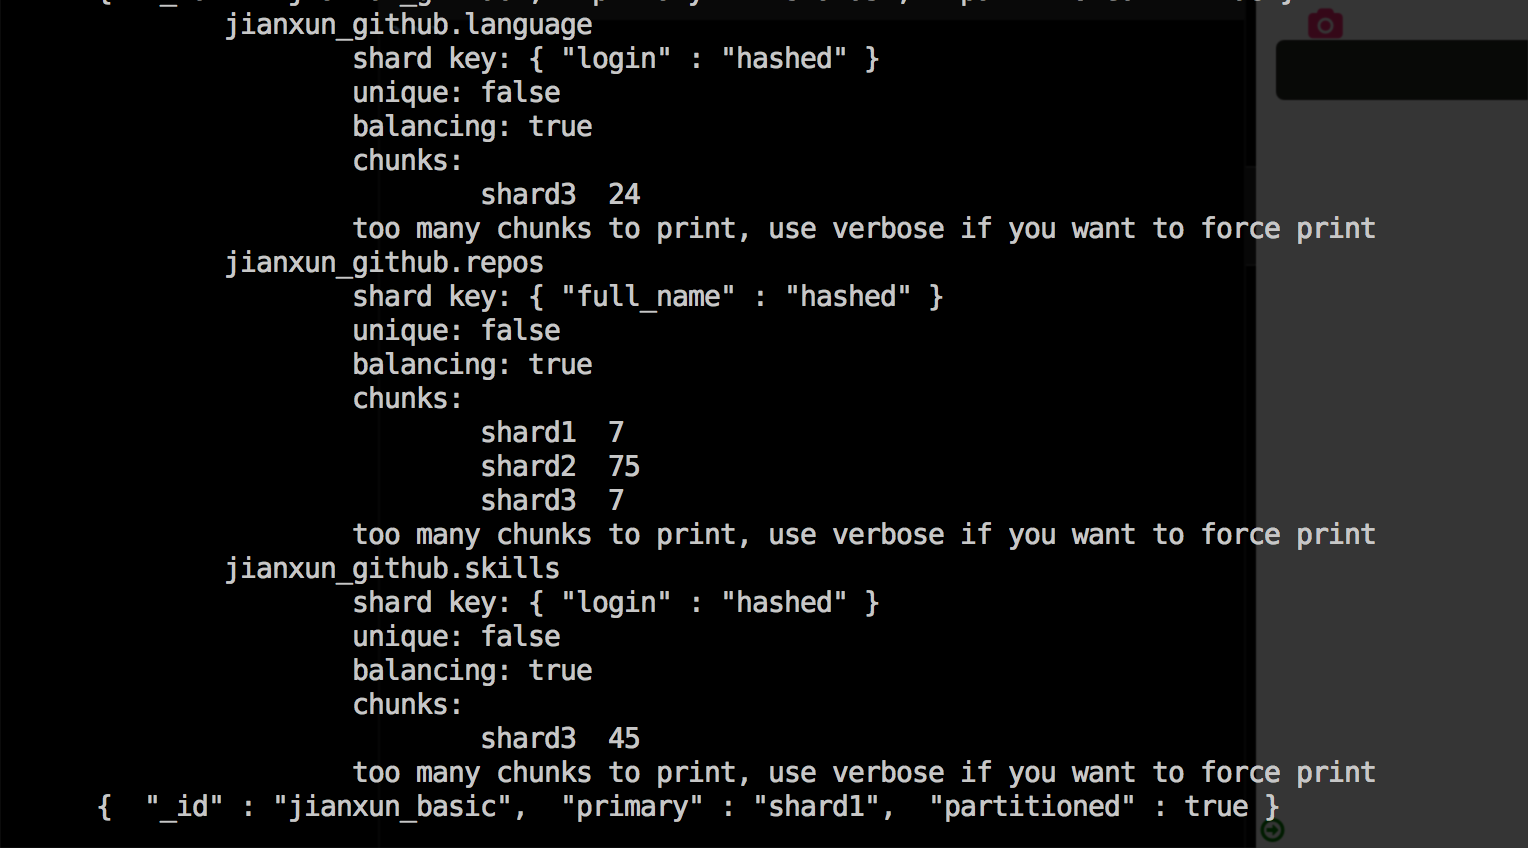 jianxun_github.language
shard key: { "login" : "hashed" }
unique: false
balancing: true
chunks:
shard3  24
too many chunks to print, use verbose if you want to force print
jianxun_github.repos
shard key: { "full_name" : "hashed" }
unique: false
balancing: true
chunks:
shard1  7
shard2  75
shard3  7
too many chunks to print, use verbose if you want to force print
jianxun_github.skills
shard key: { "login" : "hashed" }
unique: false
balancing: true
chunks:
shard3  45
too many chunks to print, use verbose if you want to force print
{  "_id" : "jianxun_basic",  "primary" : "shard1",  "partitioned" : true }